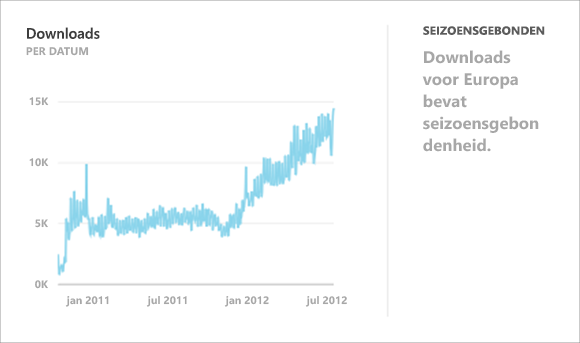 Downloads
PER DATUM
15K
10K
5K
0K
jan 2011
jul 2011
jan 2012
jul 2012
SEIZOENSGEBONDEN
Downloads
voor Europa
bevat
seizoensgebon
denheid.